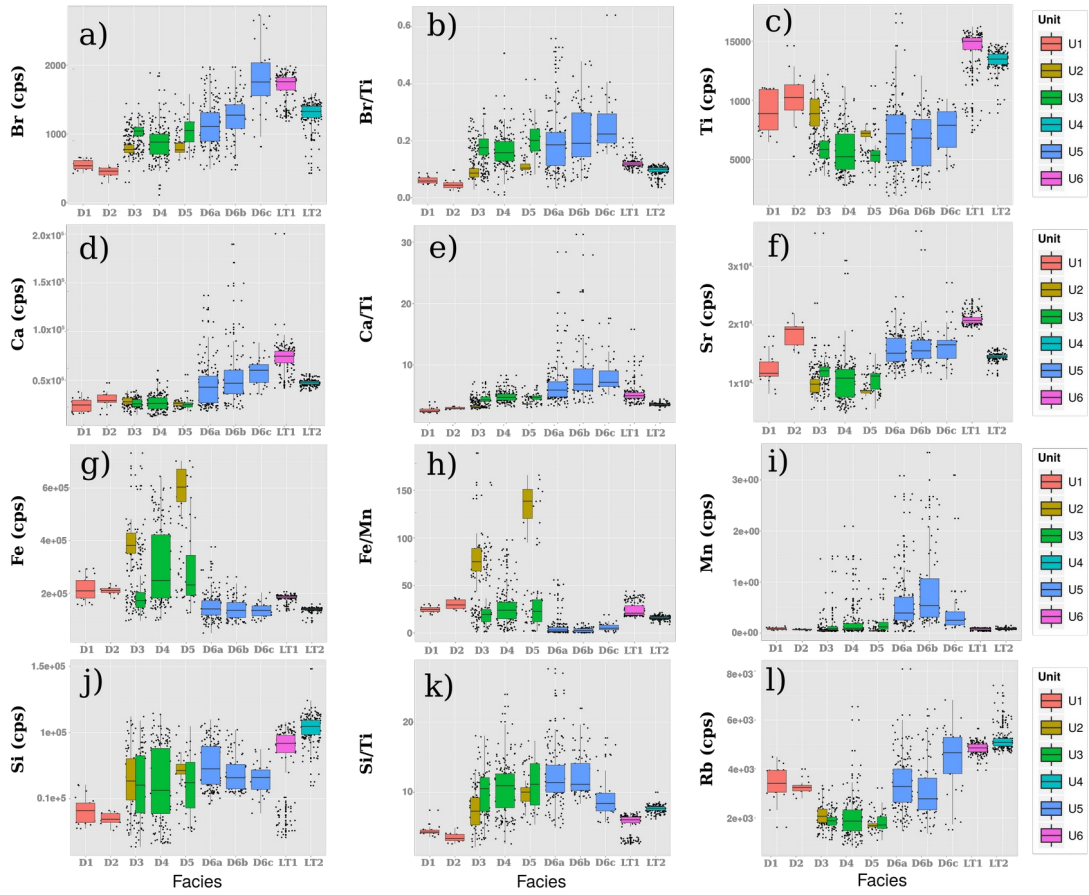 a)
Br (cps)
2000
1000
0
D1 D2 D3 D4 D5 D6a D6b D6c LT1 LT2
b)
Br/Ti
0.6
0.4
0.2
0.0
D1 D2 D3 D4 D5 D6a D6b D6c LT1 LT2
c)
Ti (cps)
15000
10000
5000
D1 D2 D3 D4 D5 D6a D6b D6c LT1 LT2
Unit
U1
U2
U3
U4
U5
U6
d)
Ca (cps)
2.0x10⁵
1.5x10⁵
1.0x10⁵
0.5x10⁵
D1 D2 D3 D4 D5 D6a D6b D6c LT1 LT2
e)
Ca/Ti
30
20
10
D1 D2 D3 D4 D5 D6a D6b D6c LT1 LT2
f)
Sr (cps)
3x10⁴
2x10⁴
1x10⁴
D1 D2 D3 D4 D5 D6a D6b D6c LT1 LT2
Unit
U1
U2
U3
U4
U5
U6
g)
Fe (cps)
6e+05
4e+05
2e+05
D1 D2 D3 D4 D5 D6a D6b D6c LT1 LT2
h)
Fe/Mn
150
100
50
25
0
D1 D2 D3 D4 D5 D6a D6b D6c LT1 LT2
i)
Mn (cps)
3e+00
2e+00
1e+00
0e+00
D1 D2 D3 D4 D5 D6a D6b D6c LT1 LT2
Unit
U1
U2
U3
U4
U5
U6
j)
Si (cps)
1.5e+05
1e+05
0.1e+05
D1 D2 D3 D4 D5 D6a D6b D6c LT1 LT2
Facies
k)
Si/Ti
20
10
D1 D2 D3 D4 D5 D6a D6b D6c LT1 LT2
Facies
l)
Rb (cps)
8e+03
6e+03
4e+03
2e+03
D1 D2 D3 D4 D5 D6a D6b D6c LT1 LT2
Facies
Unit
U1
U2
U3
U4
U5
U6